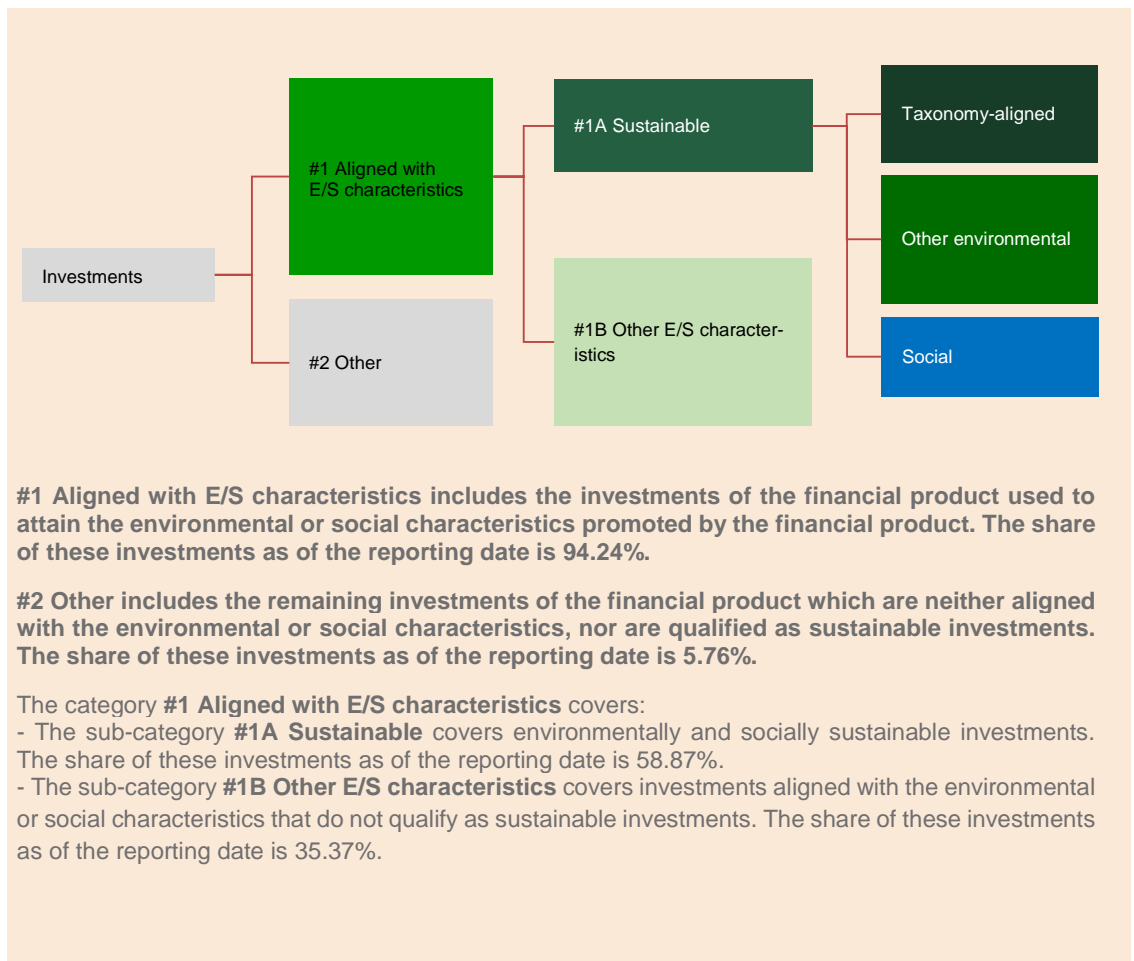 Investments
#1 Aligned with
E/S characteristics
#2 Other
#1A Sustainable
#1B Other E/S character-
istics
Taxonomy-aligned
Other environmental
Social
#1 Aligned with E/S characteristics includes the investments of the financial product used to
attain the environmental or social characteristics promoted by the financial product. The share
of these investments as of the reporting date is 94.24%.
#2 Other includes the remaining investments of the financial product which are neither aligned
with the environmental or social characteristics, nor are qualified as sustainable investments.
The share of these investments as of the reporting date is 5.76%.
The category #1 Aligned with E/S characteristics covers:
- The sub-category #1A Sustainable covers environmentally and socially sustainable investments.
The share of these investments as of the reporting date is 58.87%.
- The sub-category #1B Other E/S characteristics covers investments aligned with the environmental
or social characteristics that do not qualify as sustainable investments. The share of these investments
as of the reporting date is 35.37%.